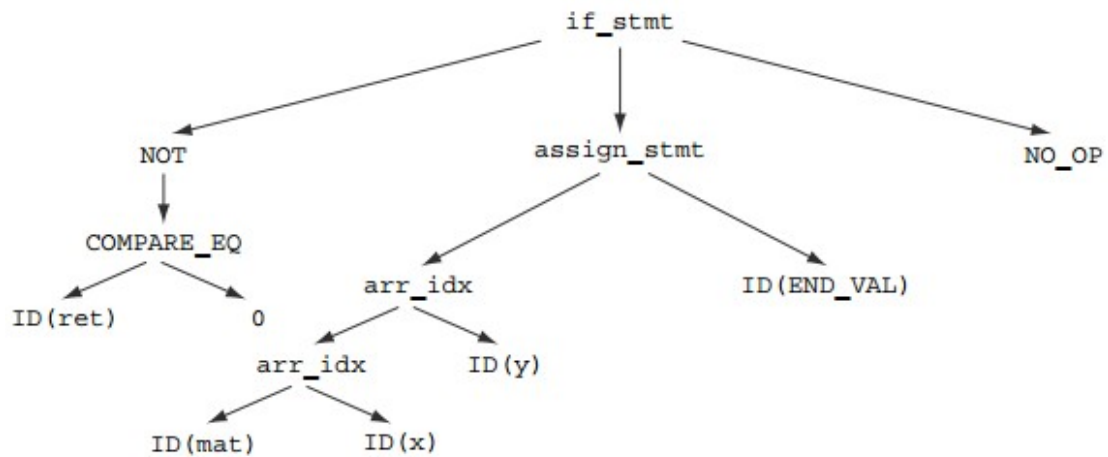 if_stmt
NOT assign_stmt NO_OP
COMPARE_EQ
arr_idx ID(END_VAL)
ID(ret) 0
arr_idx ID(y)
ID(mat) ID(x)